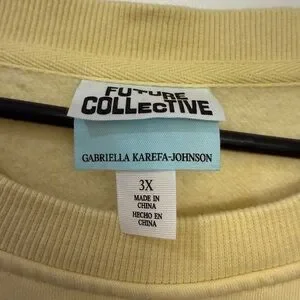 FUTURE
COLLECTIVE
GABRIELLA KAREFA-JOHNSON
3X
MADE IN
CHINA
HECHO EN
CHINA